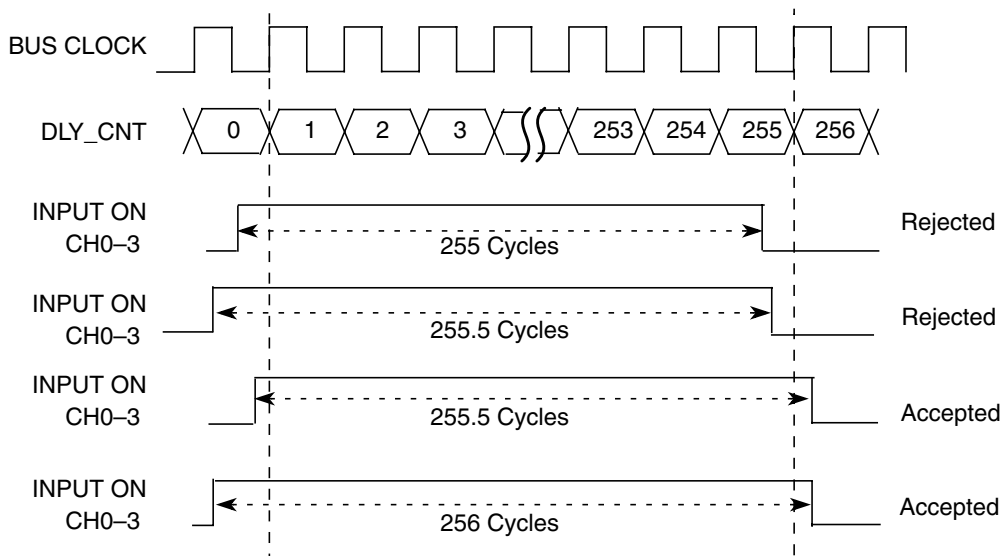 BUS CLOCK
DLY_CNT
0 1 2 3 253 254 255 256
INPUT ON
CH0–3
255 Cycles
Rejected
INPUT ON
CH0–3
255.5 Cycles
Rejected
INPUT ON
CH0–3
255.5 Cycles
Accepted
INPUT ON
CH0–3
256 Cycles
Accepted